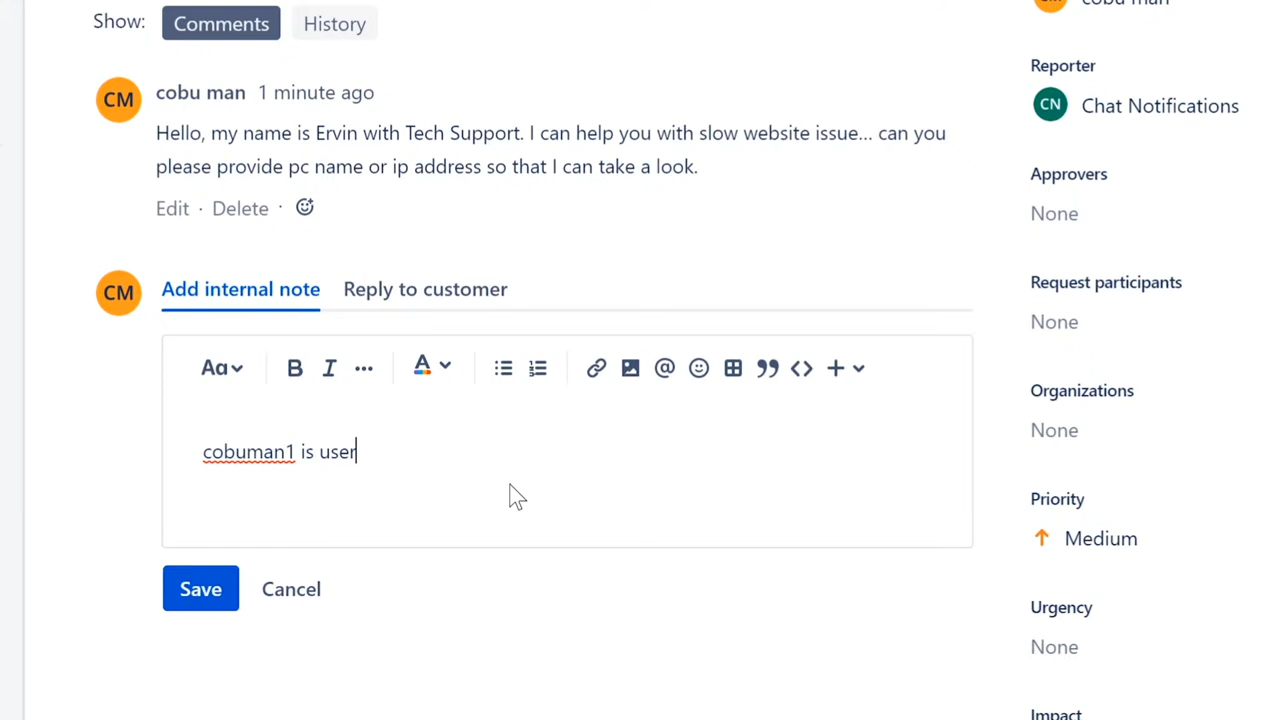 cobu man
Show: Comments History
Reporter
CN Chat Notifications
CM cobu man 1 minute ago
Hello, my name is Ervin with Tech Support. I can help you with slow website issue... can you
please provide pc name or ip address so that I can take a look.
Edit · Delete ·
Approvers
None
CM Add internal note Reply to customer
Request participants
None
Aa B I ... A @ <> +
Organizations
None
cobuman1 is user
Priority
Medium
Save Cancel
Urgency
None
Impact